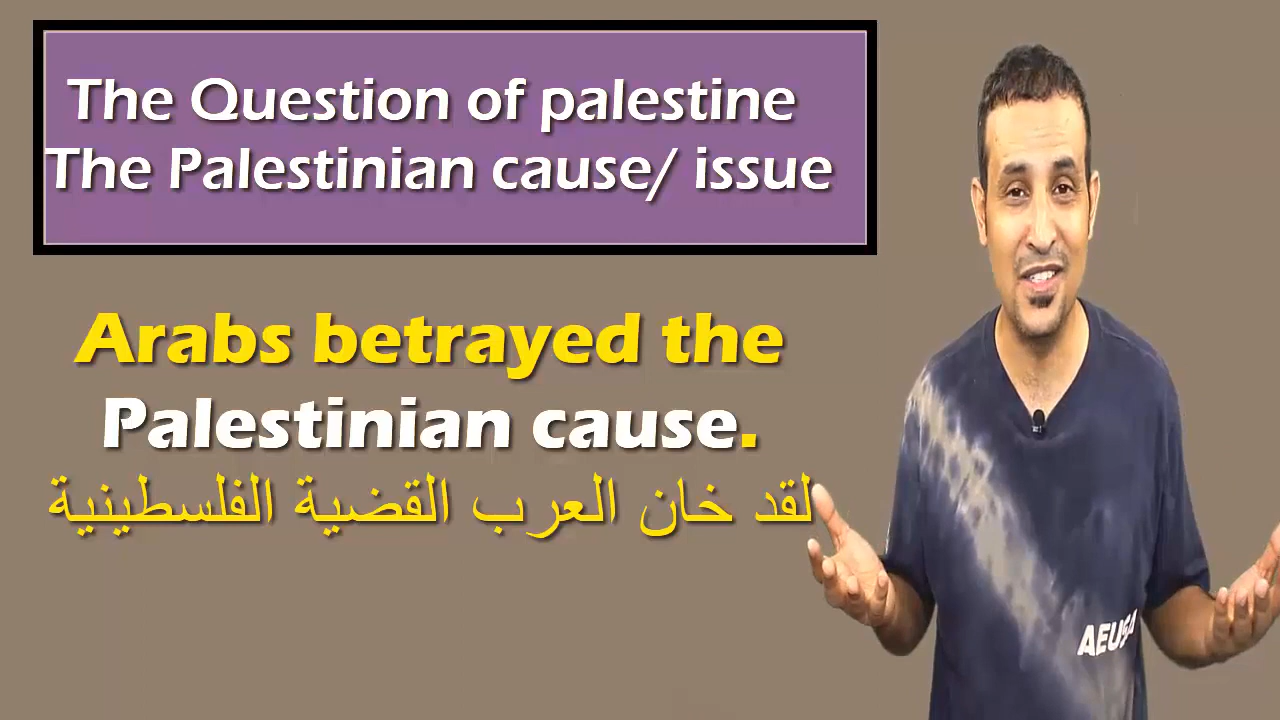 The Question of palestine
The Palestinian cause/ issue
Arabs betrayed the
Palestinian cause.
لقد خان العرب القضية الفلسطينية